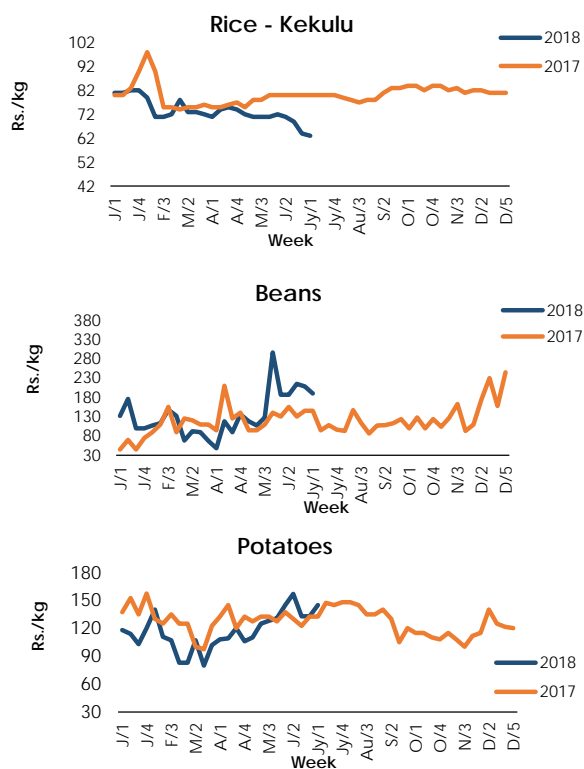 Rice - Kekulu
2018
2017
Rs./kg
102
92
82
72
62
52
42
J/1
J/4
F/3
M/2
A/1
A/4
M/3
J/2
Jy/1
Jy/4
Au/3
S/2
O/1
O/4
N/3
D/2
D/5
Week
Beans
2018
2017
Rs./kg
380
330
280
230
180
130
80
30
J/1
J/4
F/3
M/2
A/1
A/4
M/3
J/2
Jy/1
Jy/4
Au/3
S/2
O/1
O/4
N/3
D/2
D/5
Week
Potatoes
Rs./kg
180
150
120
90
60
30
2018
2017
J/1
J/4
F/3
M/2
A/1
A/4
M/3
J/2
Jy/1
Jy/4
Au/3
S/2
O/1
O/4
N/3
D/2
D/5
Week